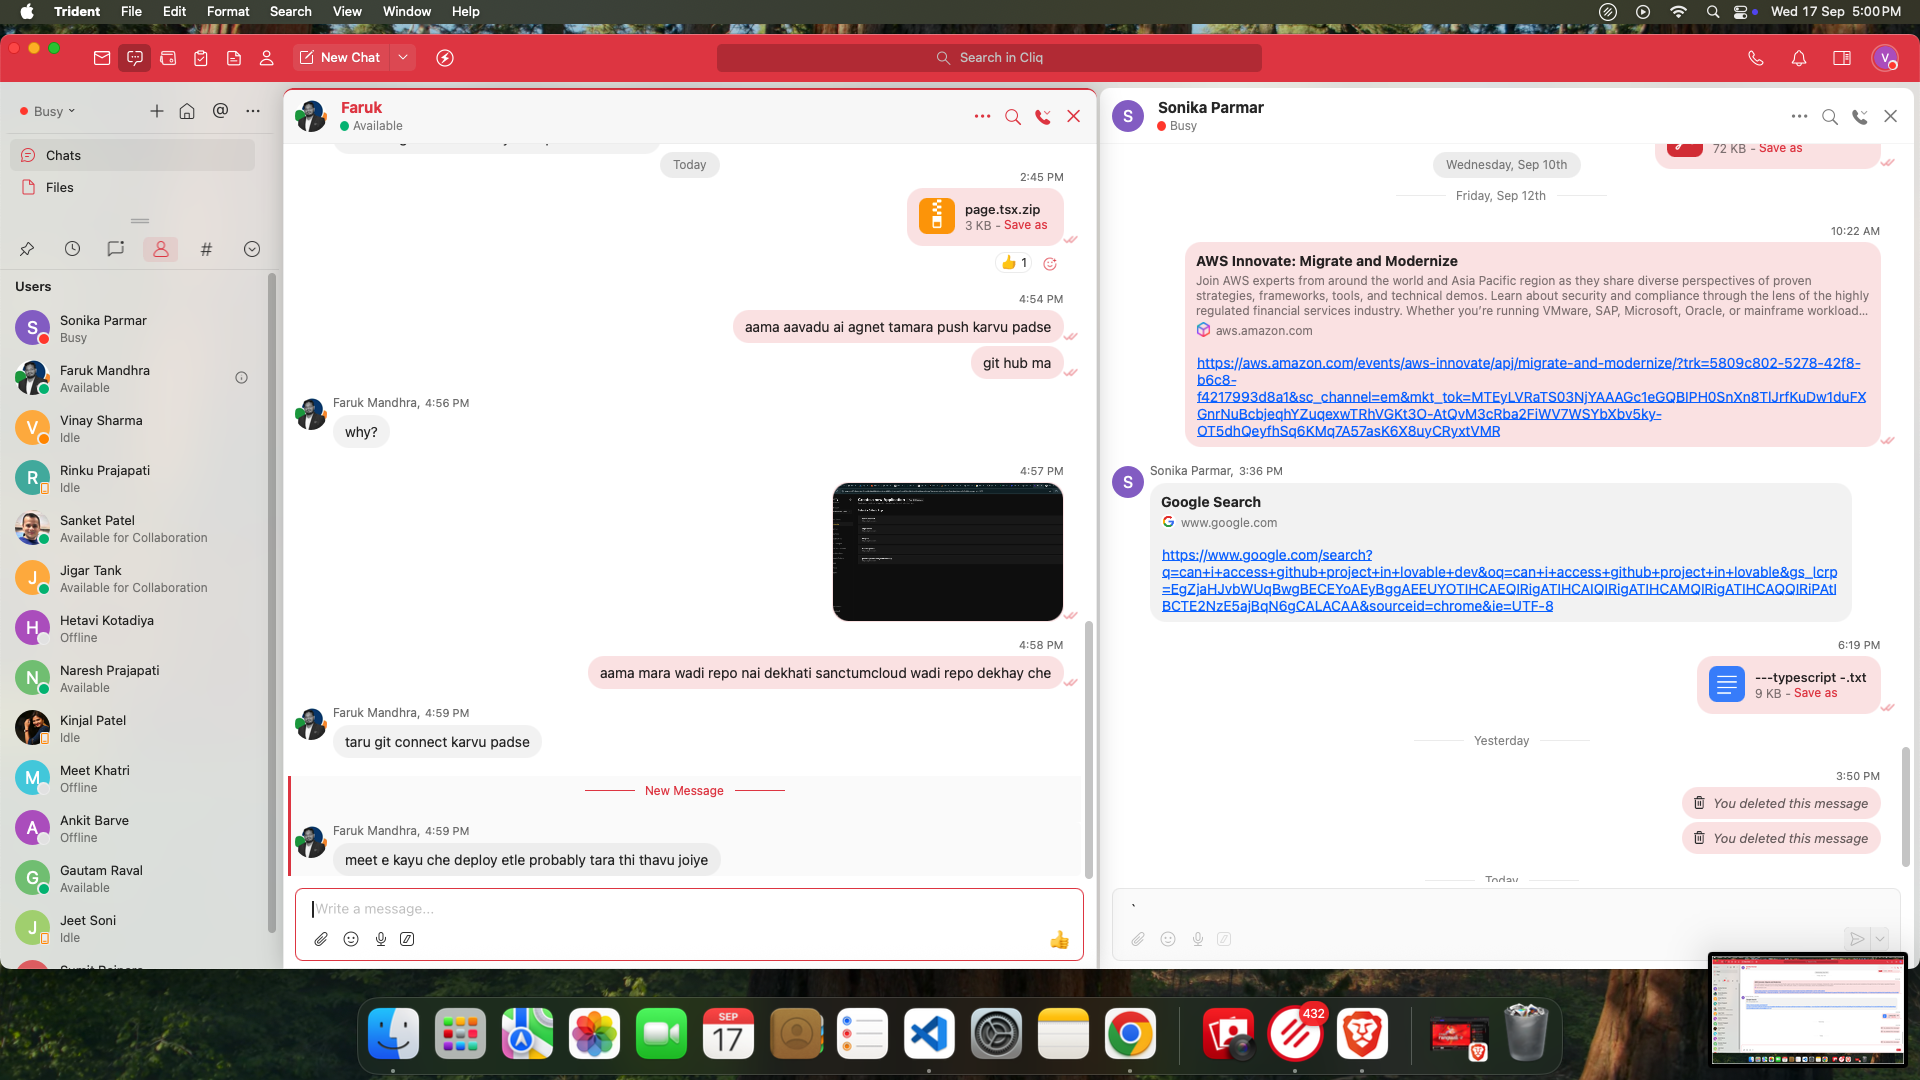 Trident File Edit Format Search View Window Help
Wed 17 Sep 5:00 PM
New Chat
Search in Cliq
V
Busy
Chats
Files
Users
S
Sonika Parmar
Busy
Faruk Mandhra
Available
V
Vinay Sharma
Idle
R
Rinku Prajapati
Idle
Sanket Patel
Available for Collaboration
J
Jigar Tank
Available for Collaboration
H
Hetavi Kotadiya
Offline
N
Naresh Prajapati
Available
Kinjal Patel
Idle
M
Meet Khatri
Offline
A
Ankit Barve
Offline
G
Gautam Raval
Available
J
Jeet Soni
Idle
Faruk
Available
Today
2:45 PM
page.tsx.zip
3 KB - Save as
👍 1
4:54 PM
aama aavadu ai agnet tamara push karvu padse
git hub ma
Faruk Mandhra, 4:56 PM
why?
4:57 PM
4:58 PM
aama mara wadi repo nai dekhati sanctumcloud wadi repo dekhay che
Faruk Mandhra, 4:59 PM
taru git connect karvu padse
New Message
Faruk Mandhra, 4:59 PM
meet e kayu che deploy etle probably tara thi thavu joiye
Write a message...
S
Sonika Parmar
Busy
72 KB - Save as
Wednesday, Sep 10th
Friday, Sep 12th
10:22 AM
AWS Innovate: Migrate and Modernize
Join AWS experts from around the world and Asia Pacific region as they share diverse perspectives of proven
strategies, frameworks, tools, and technical demos. Learn about security and compliance through the lens of the highly
regulated financial services industry. Whether you're running VMware, SAP, Microsoft, Oracle, or mainframe workload...
aws.amazon.com
https://aws.amazon.com/events/aws-innovate/apj/migrate-and-modernize/?trk=5809c802-5278-42f8-
b6c8-
f4217993d8a1&sc_channel=em&mkt_tok=MTEyLVRaTS03NjYAAAGc1eGQBIPH0SnXn8TlJrfKuDw1duFX
GnrNuBcbjeqhYZuqexwTRhVGKt3O-AtQvM3cRba2FiWV7WSYbXbv5ky-
OT5dhQeyfhSq6KMq7A57asK6X8uyCRyxtVMR
S
Sonika Parmar, 3:36 PM
Google Search
www.google.com
https://www.google.com/search?
q=can+i+access+github+project+in+lovable+dev&oq=can+i+access+github+project+in+lovable&gs_lcrp
=EgZjaHJvbWUqBwgBECEYoAEyBggAEEUYOTIHCAEQIRigATIHCAIQIRigATIHCAMQIRigATIHCAQQIRiPAtI
BCTE2NzE5ajBqN6gCALACAA&sourceid=chrome&ie=UTF-8
6:19 PM
---typescript -.txt
9 KB - Save as
Yesterday
3:50 PM
You deleted this message
You deleted this message
Today
`
SEP
17
432